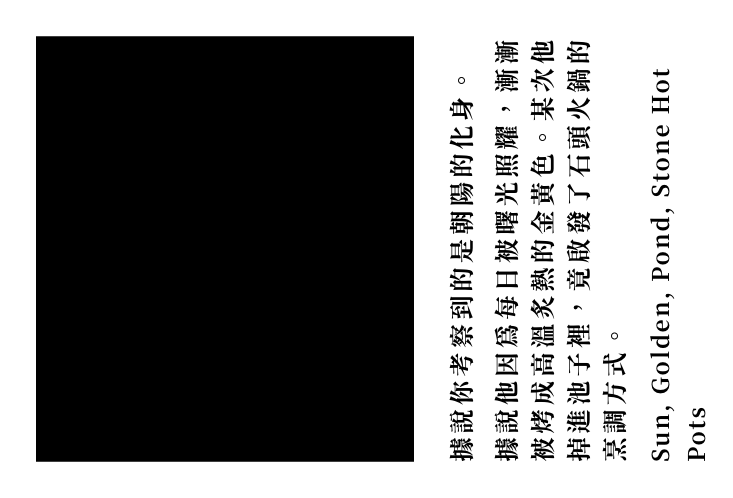 據說你考察到的是朝陽的化身。
據說他因為每日被曙光照耀，漸漸
被烤成高溫炙熱的金黃色。某次他
掉進池子裡，竟啟發了石頭火鍋的
烹調方式。
Sun, Golden, Pond, Stone Hot
Pots